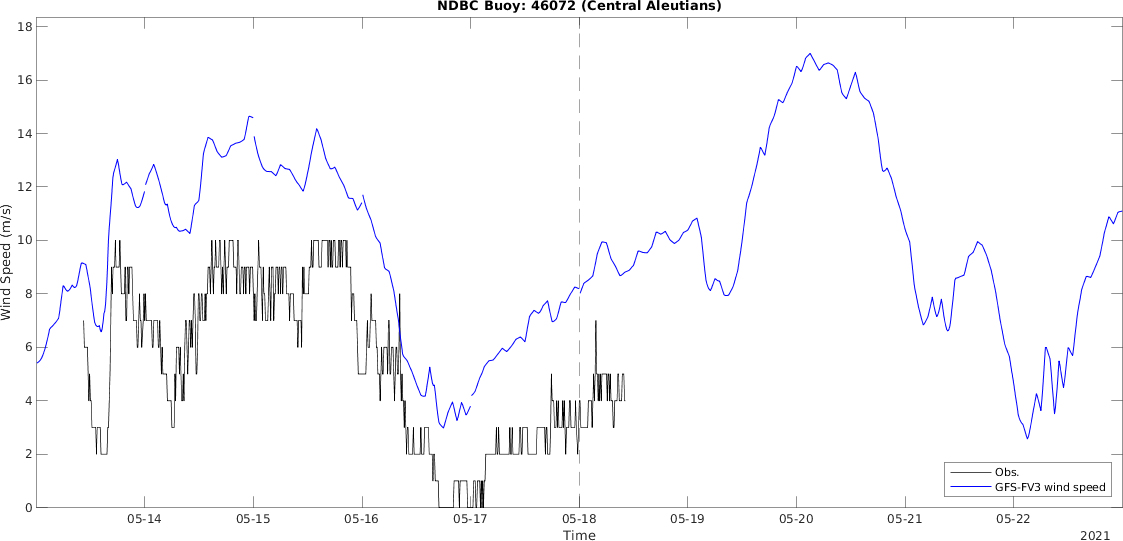 NDBC Buoy: 46072 (Central Aleutians)
18
16
14
12
10
8
6
4
2
0
Wind Speed (m/s)
05-14 05-15 05-16 05-17 05-18 05-19 05-20 05-21 05-22
Time
2021
Obs.
GFS-FV3 wind speed